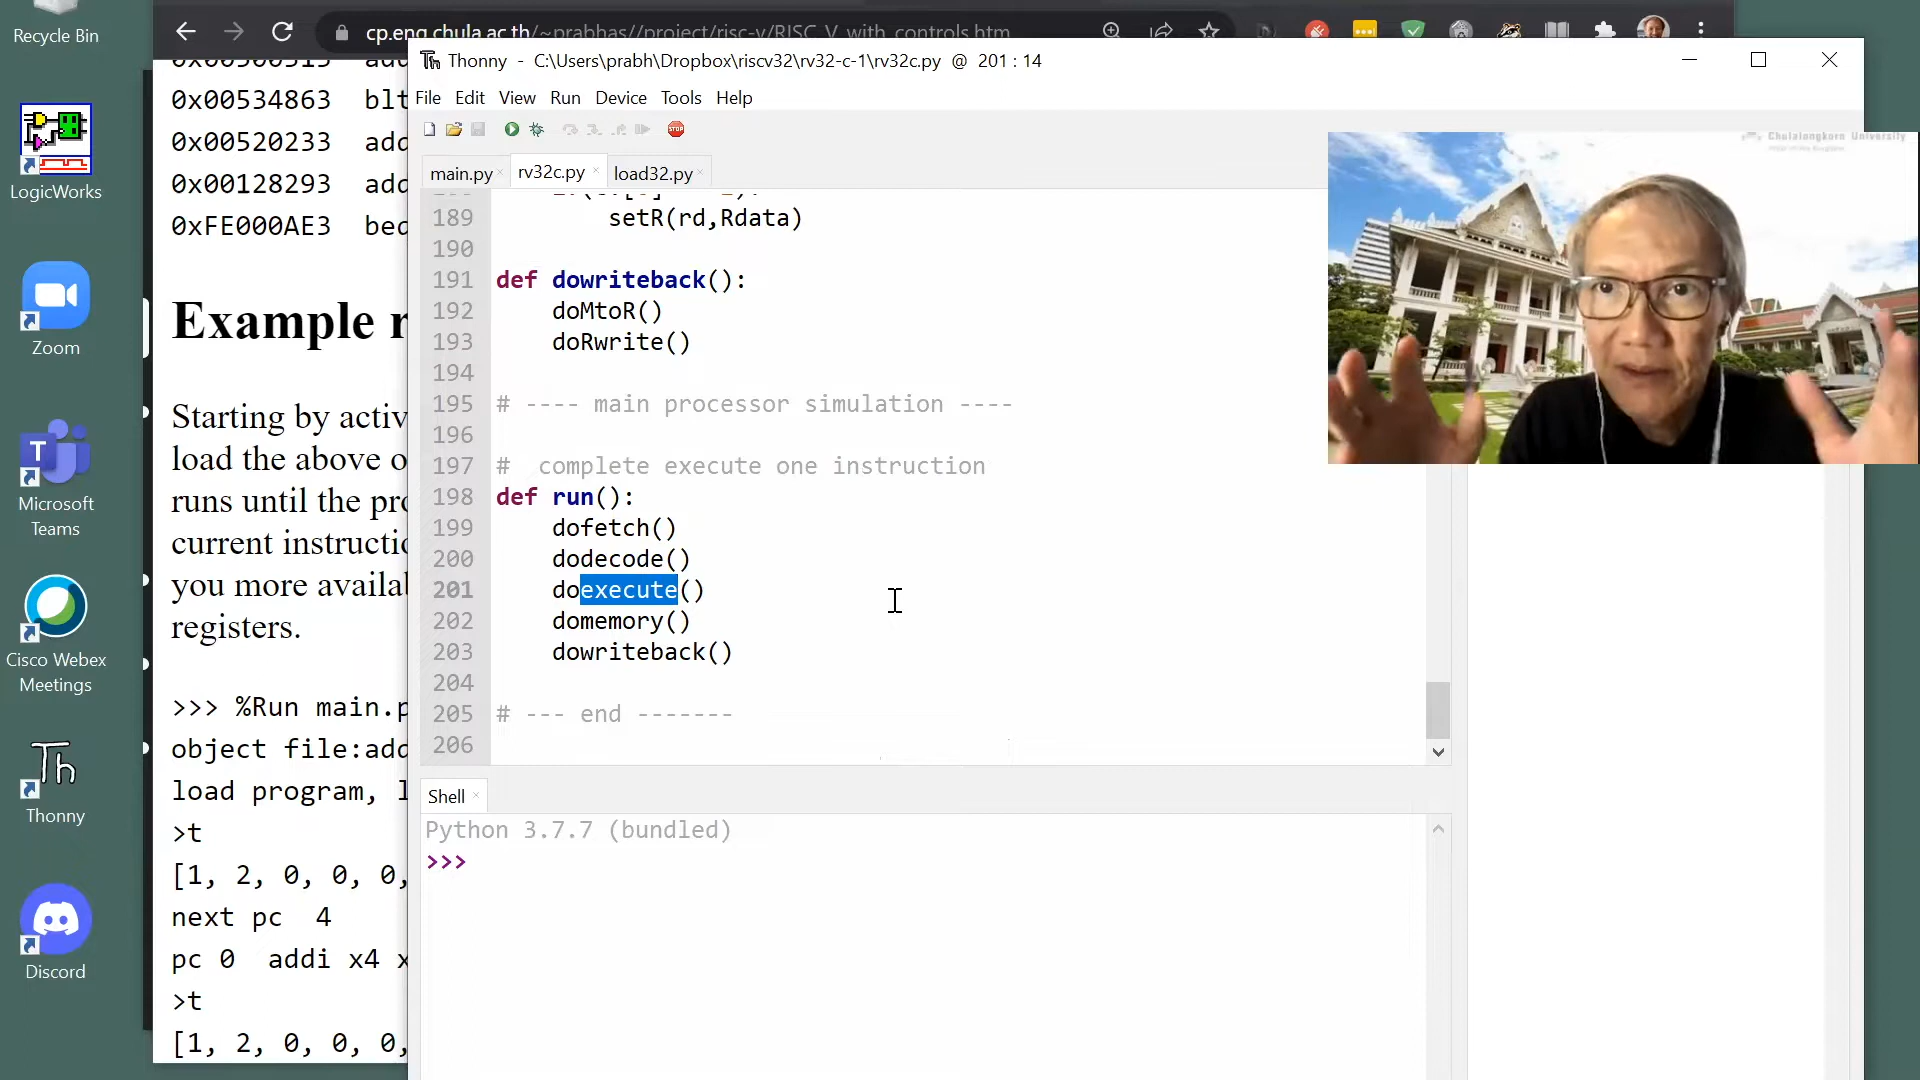 Recycle Bin
LogicWorks
Zoom
Microsoft
Teams
Cisco Webex
Meetings
Thonny
Discord
cp.eng.chula.ac.th/~prabhas//project/risc-v/RISC_V_with_controls.htm
0x00534863 blt
0x00520233 add
0x00128293 add
0xFE000AE3 beq
Example r
Starting by activ
load the above o
runs until the pro
current instructio
you more availal
registers.
>>> %Run main.p
object file:add
load program, l
>t
[1, 2, 0, 0, 0,
next pc  4
pc 0  addi x4 x
>t
[1, 2, 0, 0, 0,
Thonny - C:\Users\prabh\Dropbox\riscv32\rv32-c-1\rv32c.py @ 201 : 14
File Edit View Run Device Tools Help
STOP
main.py × rv32c.py × load32.py ×
189 setR(rd,Rdata)
190
191 def dowriteback():
192 doMtoR()
193 doRwrite()
194
195 # ---- main processor simulation ----
196
197 #  complete execute one instruction
198 def run():
199 dofetch()
200 dodecode()
201 doexecute()
202 domemory()
203 dowriteback()
204
205 # --- end -------
206
Shell ×
Python 3.7.7 (bundled)
>>>
Chulalongkorn University